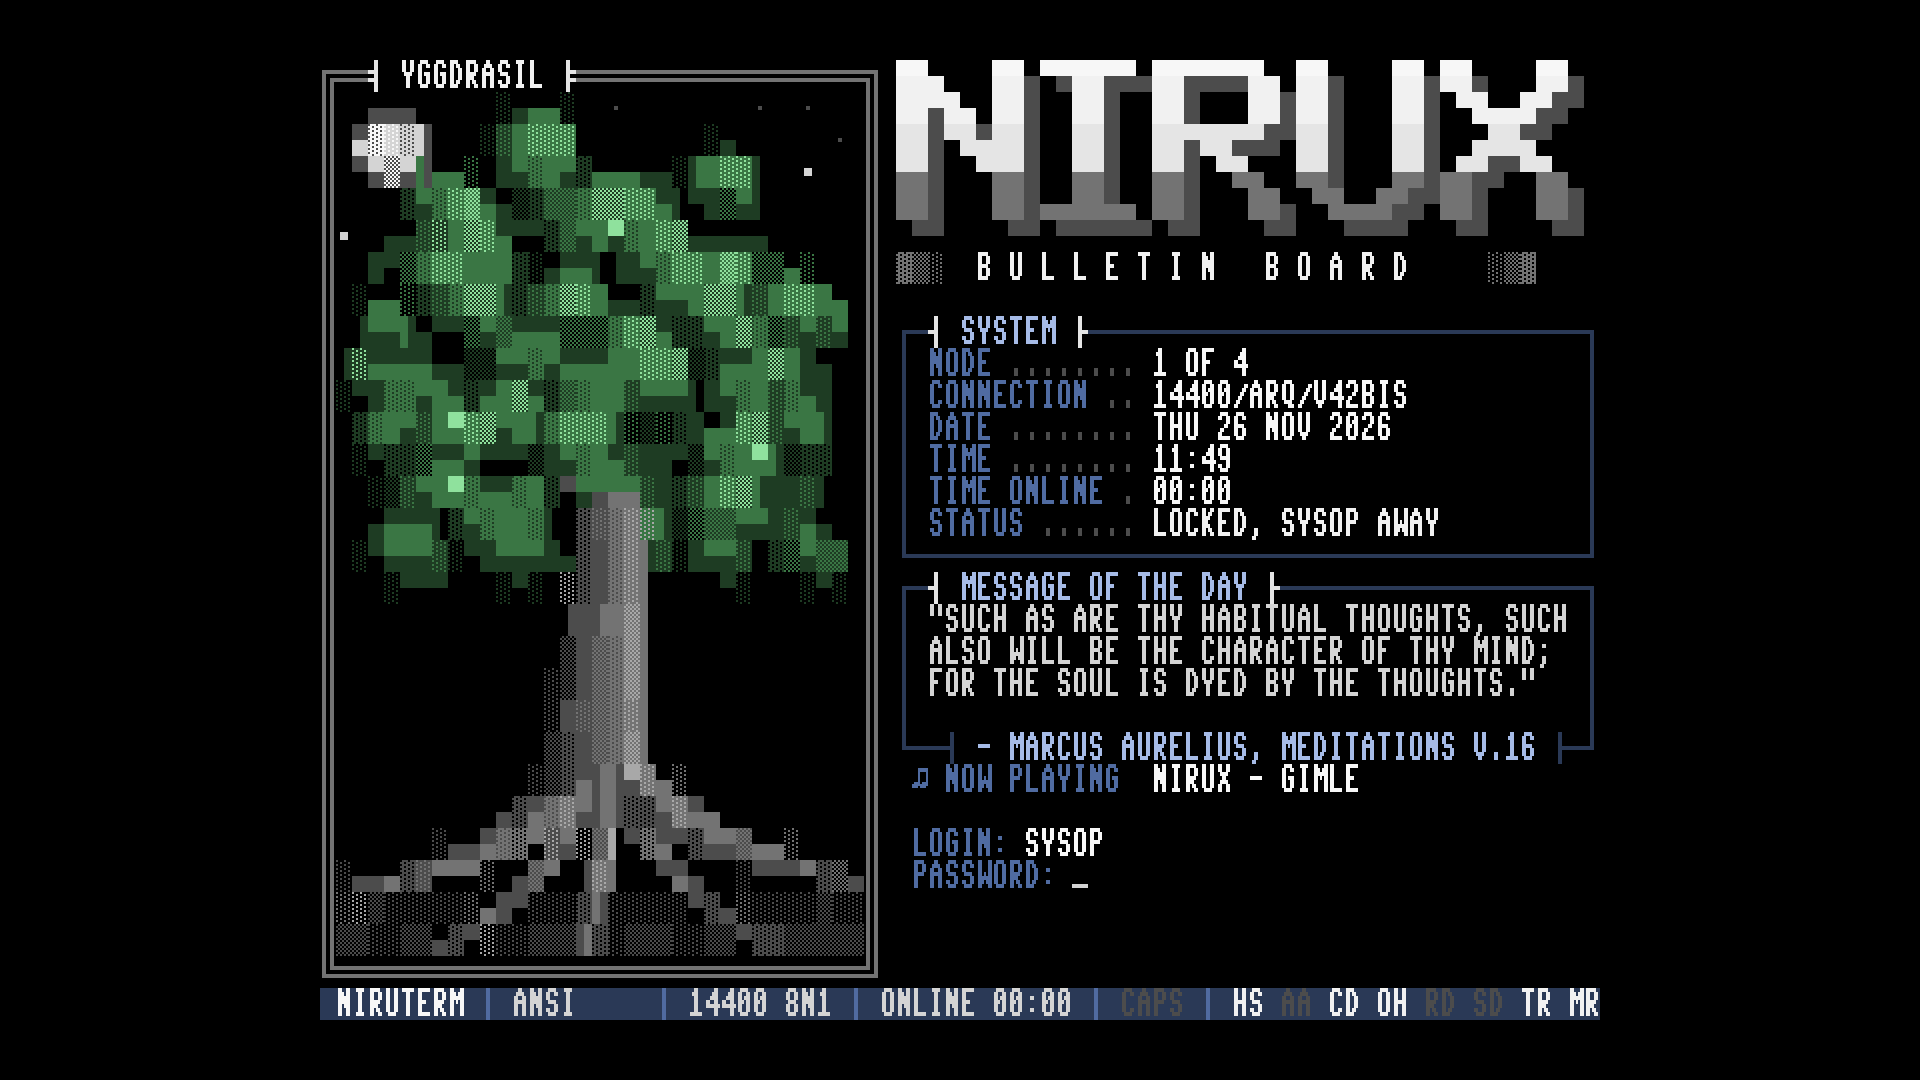 YGGDRASIL
NIRUX
BULLETIN BOARD
SYSTEM
NODE ........ 1 OF 4
CONNECTION .. 14400/ARQ/V42BIS
DATE ........ THU 26 NOV 2026
TIME ........ 11:49
TIME ONLINE . 00:00
STATUS ...... LOCKED, SYSOP AWAY
MESSAGE OF THE DAY
"SUCH AS ARE THY HABITUAL THOUGHTS, SUCH
ALSO WILL BE THE CHARACTER OF THY MIND;
FOR THE SOUL IS DYED BY THE THOUGHTS."
- MARCUS AURELIUS, MEDITATIONS V.16
♫ NOW PLAYING NIRUX - GIMLE
LOGIN: SYSOP
PASSWORD: _
NIRUTERM | ANSI | 14400 8N1 | ONLINE 00:00 | CAPS | HS AA CD OH RD SD TR MR